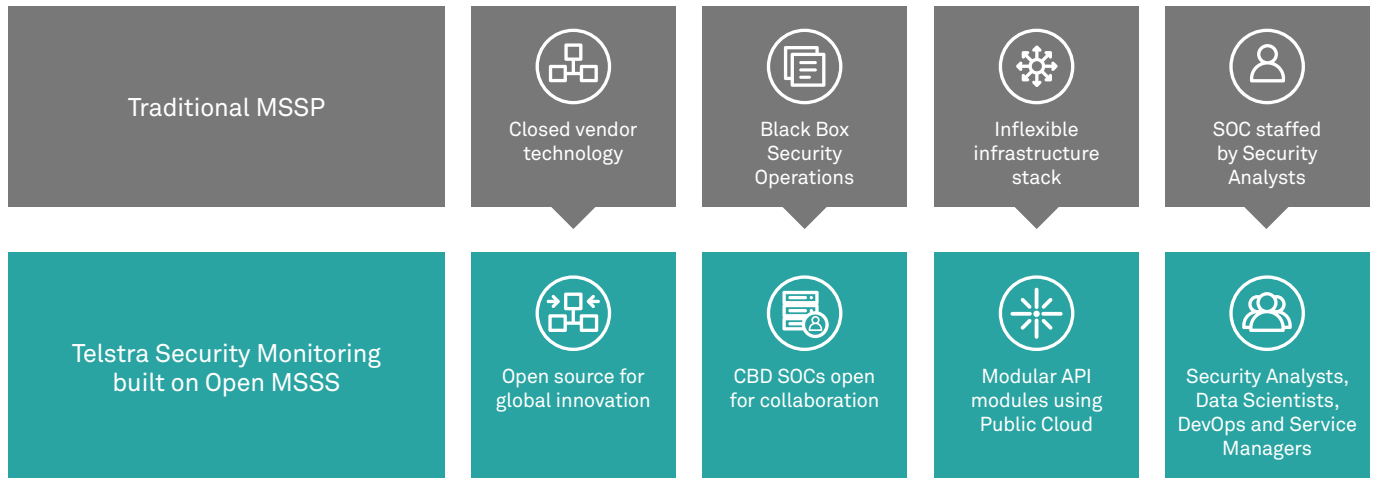 Traditional MSSP
Closed vendor
technology
Black Box
Security
Operations
Inflexible
infrastructure
stack
SOC staffed
by Security
Analysts
Telstra Security Monitoring
built on Open MSSS
Open source for
global innovation
CBD SOCs open
for collaboration
Modular API
modules using
Public Cloud
Security Analysts,
Data Scientists,
DevOps and Service
Managers